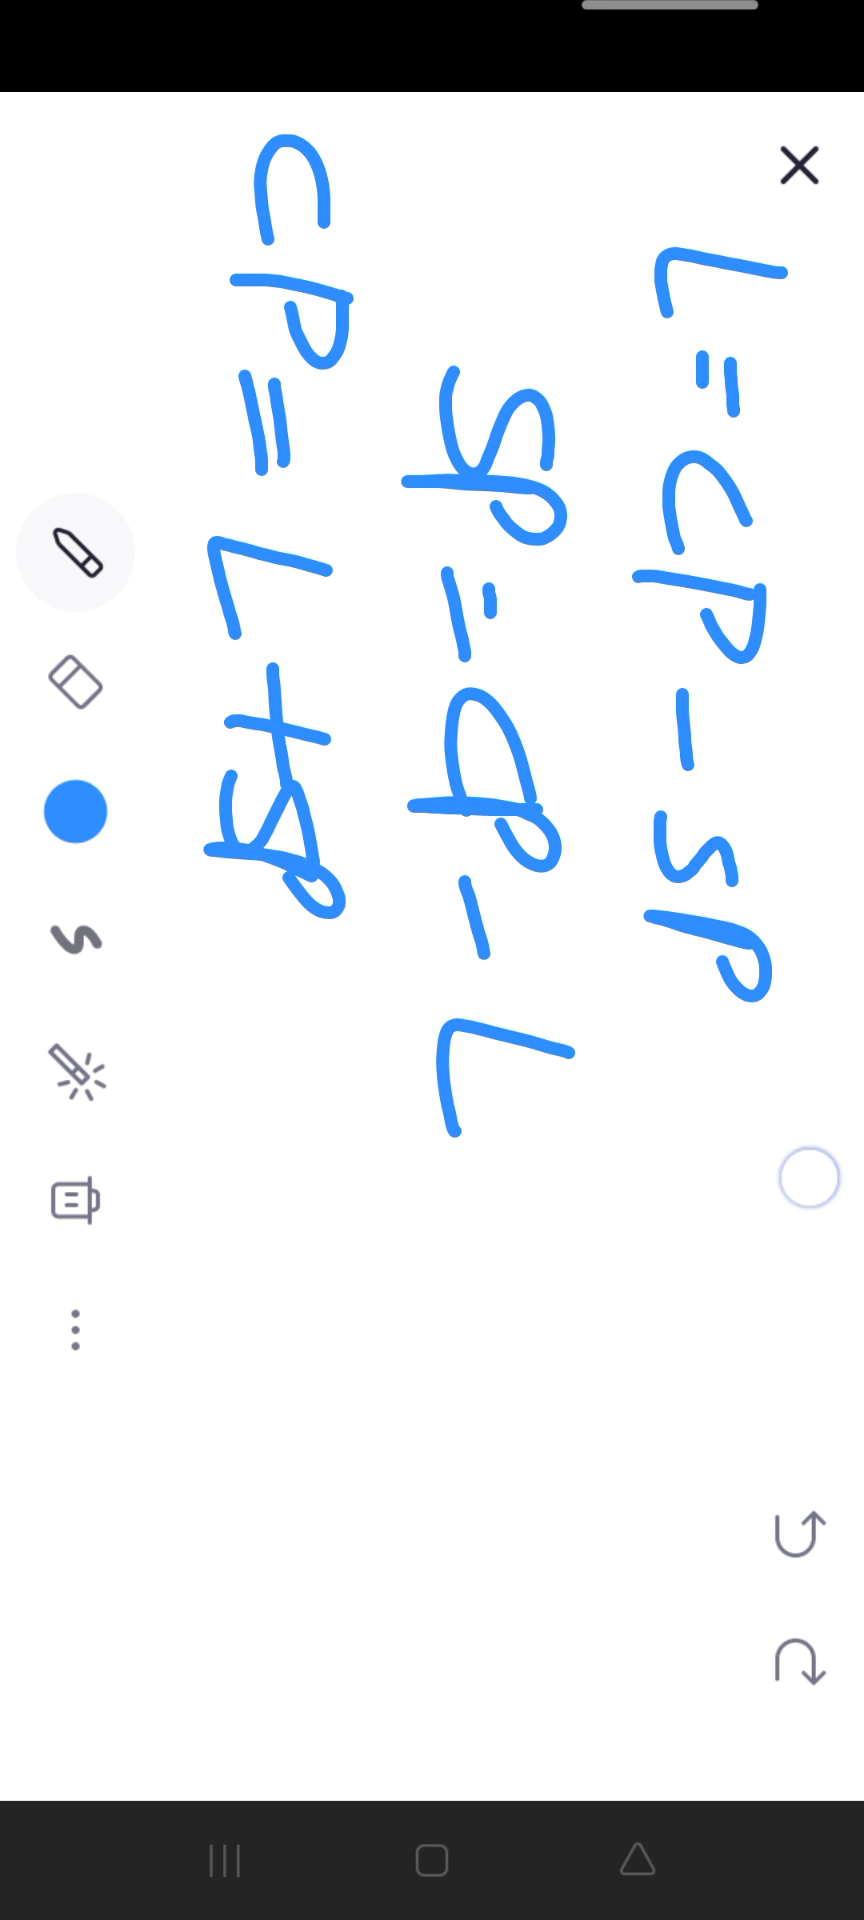 L = CP - SP
SP = CP - L
CP = L + SP